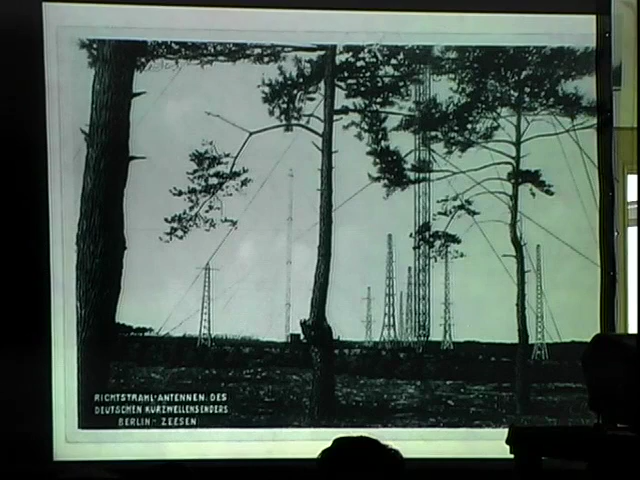 RICHTSTRAHL-ANTENNEN DES
DEUTSCHEN KURZWELLENSENDERS
BERLIN - ZEESEN